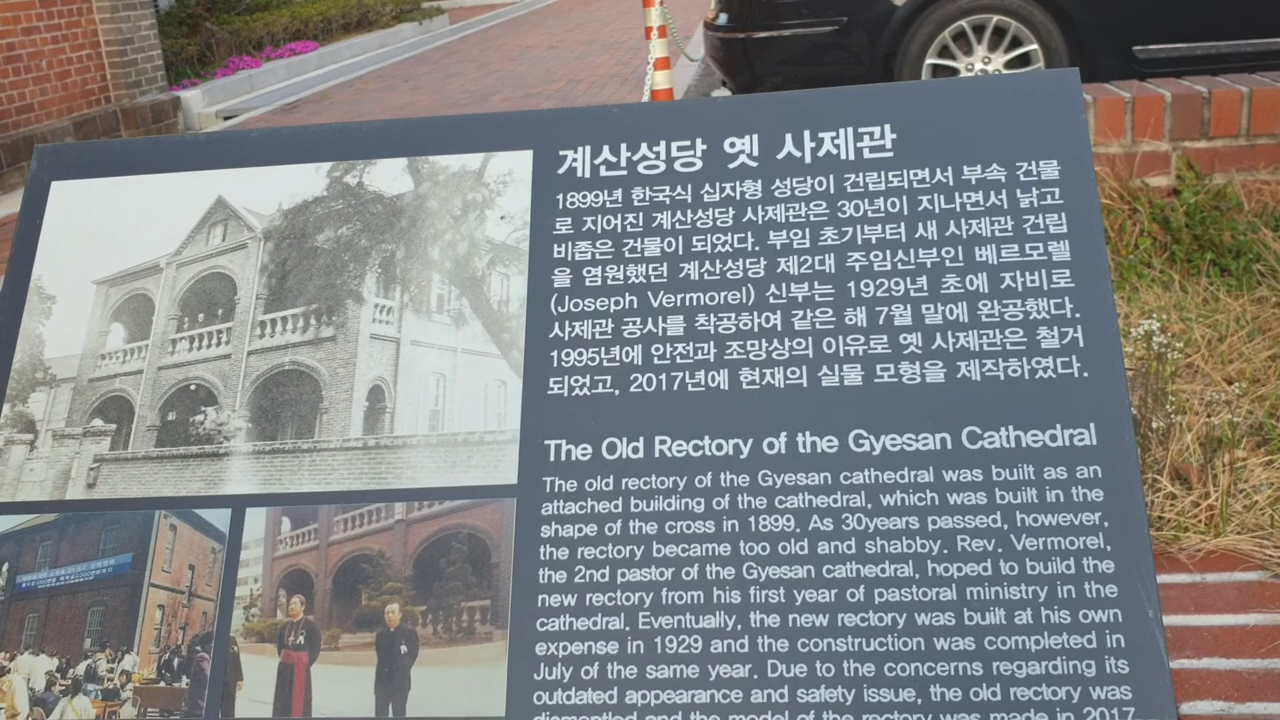 계산성당 옛 사제관
1899년 한국식 십자형 성당이 건립되면서 부속 건물
로 지어진 계산성당 사제관은 30년이 지나면서 낡고
비좁은 건물이 되었다. 부임 초기부터 새 사제관 건립
을 염원했던 계산성당 제2대 주임신부인 베르모렐
(Joseph Vermorel) 신부는 1929년 초에 자비로
사제관 공사를 착공하여 같은 해 7월 말에 완공했다.
1995년에 안전과 조망상의 이유로 옛 사제관은 철거
되었고, 2017년에 현재의 실물 모형을 제작하였다.
The Old Rectory of the Gyesan Cathedral
The old rectory of the Gyesan cathedral was built as an
attached building of the cathedral, which was built in the
shape of the cross in 1899. As 30years passed, however,
the rectory became too old and shabby. Rev. Vermorel,
the 2nd pastor of the Gyesan cathedral, hoped to build the
new rectory from his first year of pastoral ministry in the
cathedral. Eventually, the new rectory was built at his own
expense in 1929 and the construction was completed in
July of the same year. Due to the concerns regarding its
outdated appearance and safety issue, the old rectory was
dismantled and the model of the rectory was made in 2017